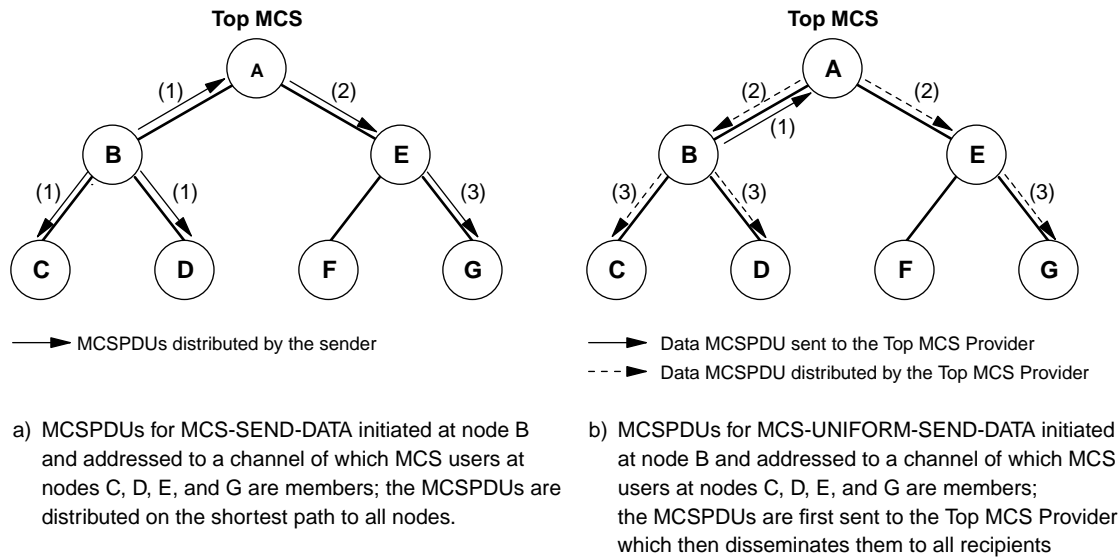 Top MCS
A
(1)
(2)
B
E
(1)
(1)
(3)
C
D
F
G
MCSPDUs distributed by the sender
a) MCSPDUs for MCS-SEND-DATA initiated at node B
and addressed to a channel of which MCS users at
nodes C, D, E, and G are members; the MCSPDUs are
distributed on the shortest path to all nodes.
Top MCS
A
(2)
(2)
(1)
B
E
(3)
(3)
(3)
C
D
F
G
Data MCSPDU sent to the Top MCS Provider
Data MCSPDU distributed by the Top MCS Provider
b) MCSPDUs for MCS-UNIFORM-SEND-DATA initiated
at node B and addressed to a channel of which MCS
users at nodes C, D, E, and G are members;
the MCSPDUs are first sent to the Top MCS Provider
which then disseminates them to all recipients